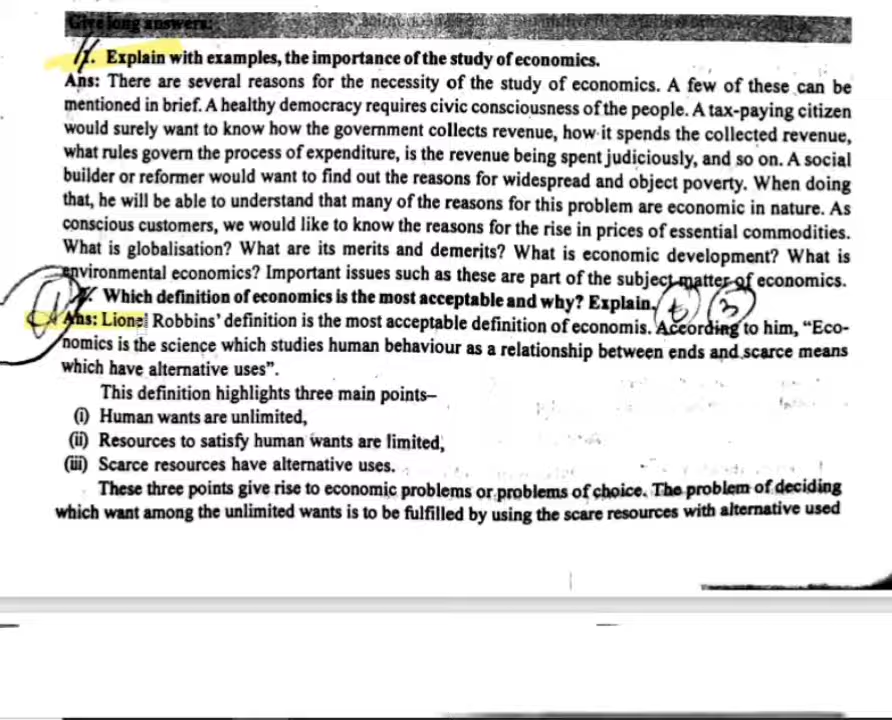 Give long answers:
1. Explain with examples, the importance of the study of economics.
Ans: There are several reasons for the necessity of the study of economics. A few of these can be
mentioned in brief. A healthy democracy requires civic consciousness of the people. A tax-paying citizen
would surely want to know how the government collects revenue, how it spends the collected revenue,
what rules govern the process of expenditure, is the revenue being spent judiciously, and so on. A social
builder or reformer would want to find out the reasons for widespread and object poverty. When doing
that, he will be able to understand that many of the reasons for this problem are economic in nature. As
conscious customers, we would like to know the reasons for the rise in prices of essential commodities.
What is globalisation? What are its merits and demerits? What is economic development? What is
environmental economics? Important issues such as these are part of the subject matter of economics.
Which definition of economics is the most acceptable and why? Explain.
Ans: Lionel Robbins' definition is the most acceptable definition of economis. According to him, "Eco-
nomics is the science which studies human behaviour as a relationship between ends and scarce means
which have alternative uses".
This definition highlights three main points–
(i) Human wants are unlimited,
(ii) Resources to satisfy human wants are limited,
(iii) Scarce resources have alternative uses.
These three points give rise to economic problems or problems of choice. The problem of deciding
which want among the unlimited wants is to be fulfilled by using the scare resources with alternative used